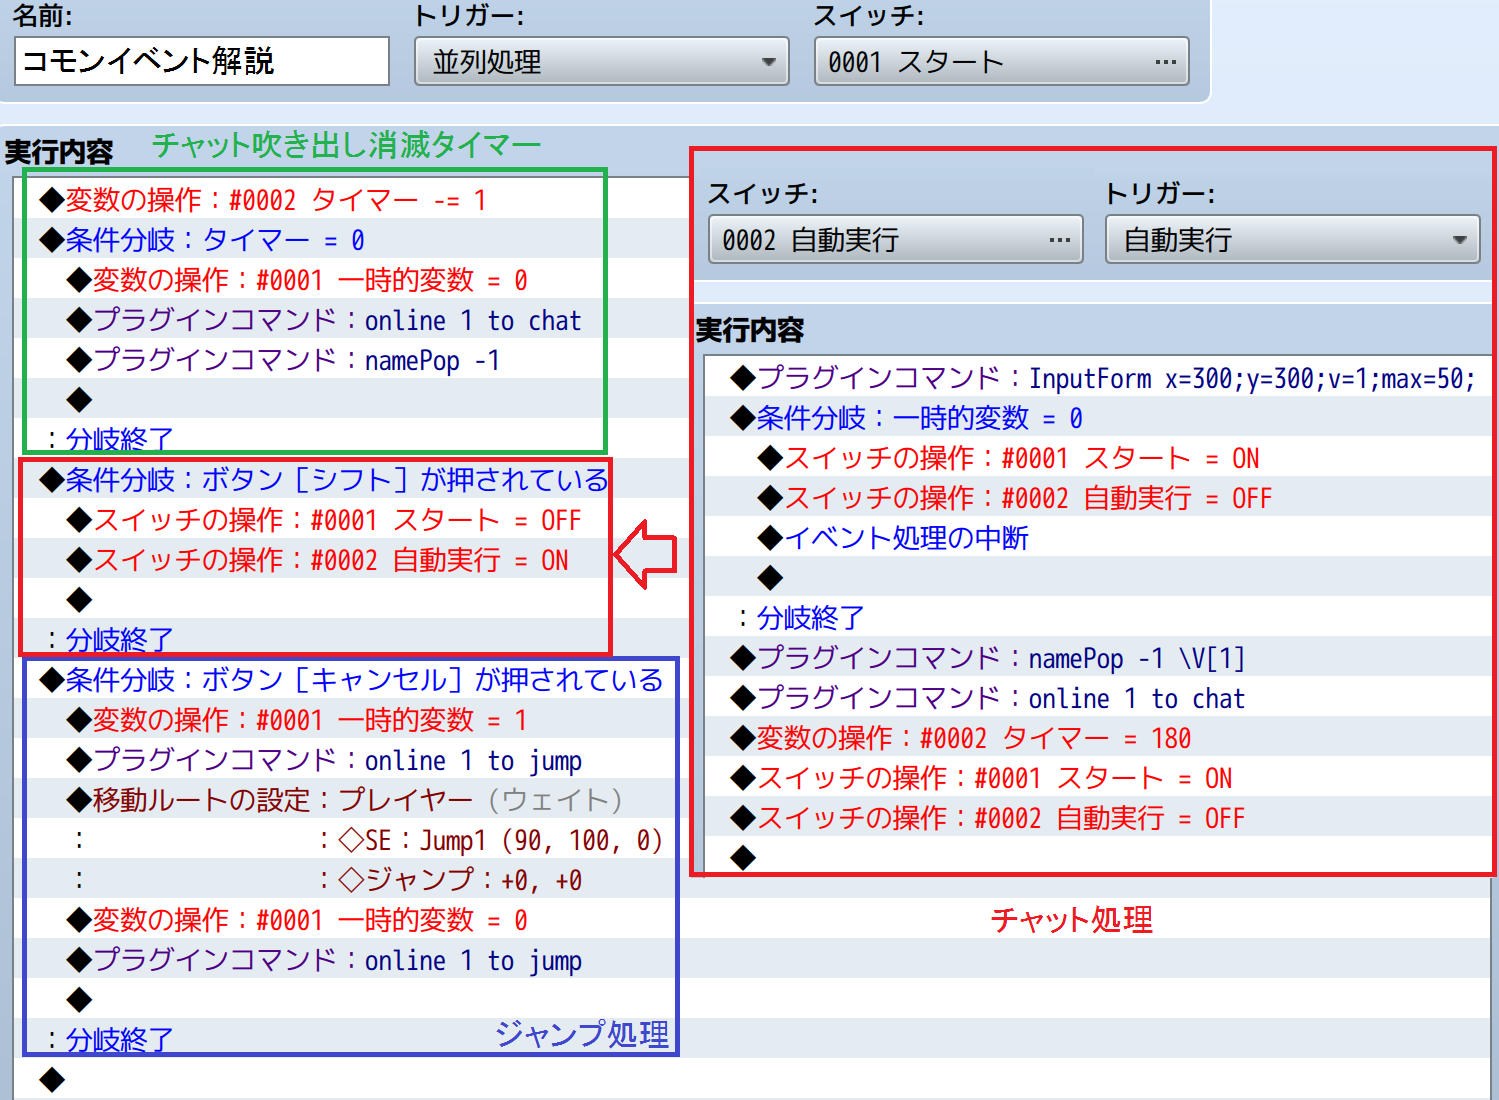 名前:
トリガー:
スイッチ:
コモンイベント解説
並列処理
0001 スタート ...
実行内容
チャット吹き出し消滅タイマー
◆変数の操作：#0002 タイマー -= 1
◆条件分岐：タイマー = 0
◆変数の操作：#0001 一時的変数 = 0
◆プラグインコマンド：online 1 to chat
◆プラグインコマンド：namePop -1
◆
：分岐終了
◆条件分岐：ボタン［シフト］が押されている
◆スイッチの操作：#0001 スタート = OFF
◆スイッチの操作：#0002 自動実行 = ON
◆
：分岐終了
◆条件分岐：ボタン［キャンセル］が押されている
◆変数の操作：#0001 一時的変数 = 1
◆プラグインコマンド：online 1 to jump
◆移動ルートの設定：プレイヤー（ウェイト）
：　：◇SE：Jump1 (90, 100, 0)
：　：◇ジャンプ：+0, +0
◆変数の操作：#0001 一時的変数 = 0
◆プラグインコマンド：online 1 to jump
◆
：分岐終了
ジャンプ処理
◆
スイッチ:
トリガー:
0002 自動実行 ...
自動実行
実行内容
◆プラグインコマンド：InputForm x=300;y=300;v=1;max=50;
◆条件分岐：一時的変数 = 0
◆スイッチの操作：#0001 スタート = ON
◆スイッチの操作：#0002 自動実行 = OFF
◆イベント処理の中断
◆
：分岐終了
◆プラグインコマンド：namePop -1 \V[1]
◆プラグインコマンド：online 1 to chat
◆変数の操作：#0002 タイマー = 180
◆スイッチの操作：#0001 スタート = ON
◆スイッチの操作：#0002 自動実行 = OFF
◆
チャット処理